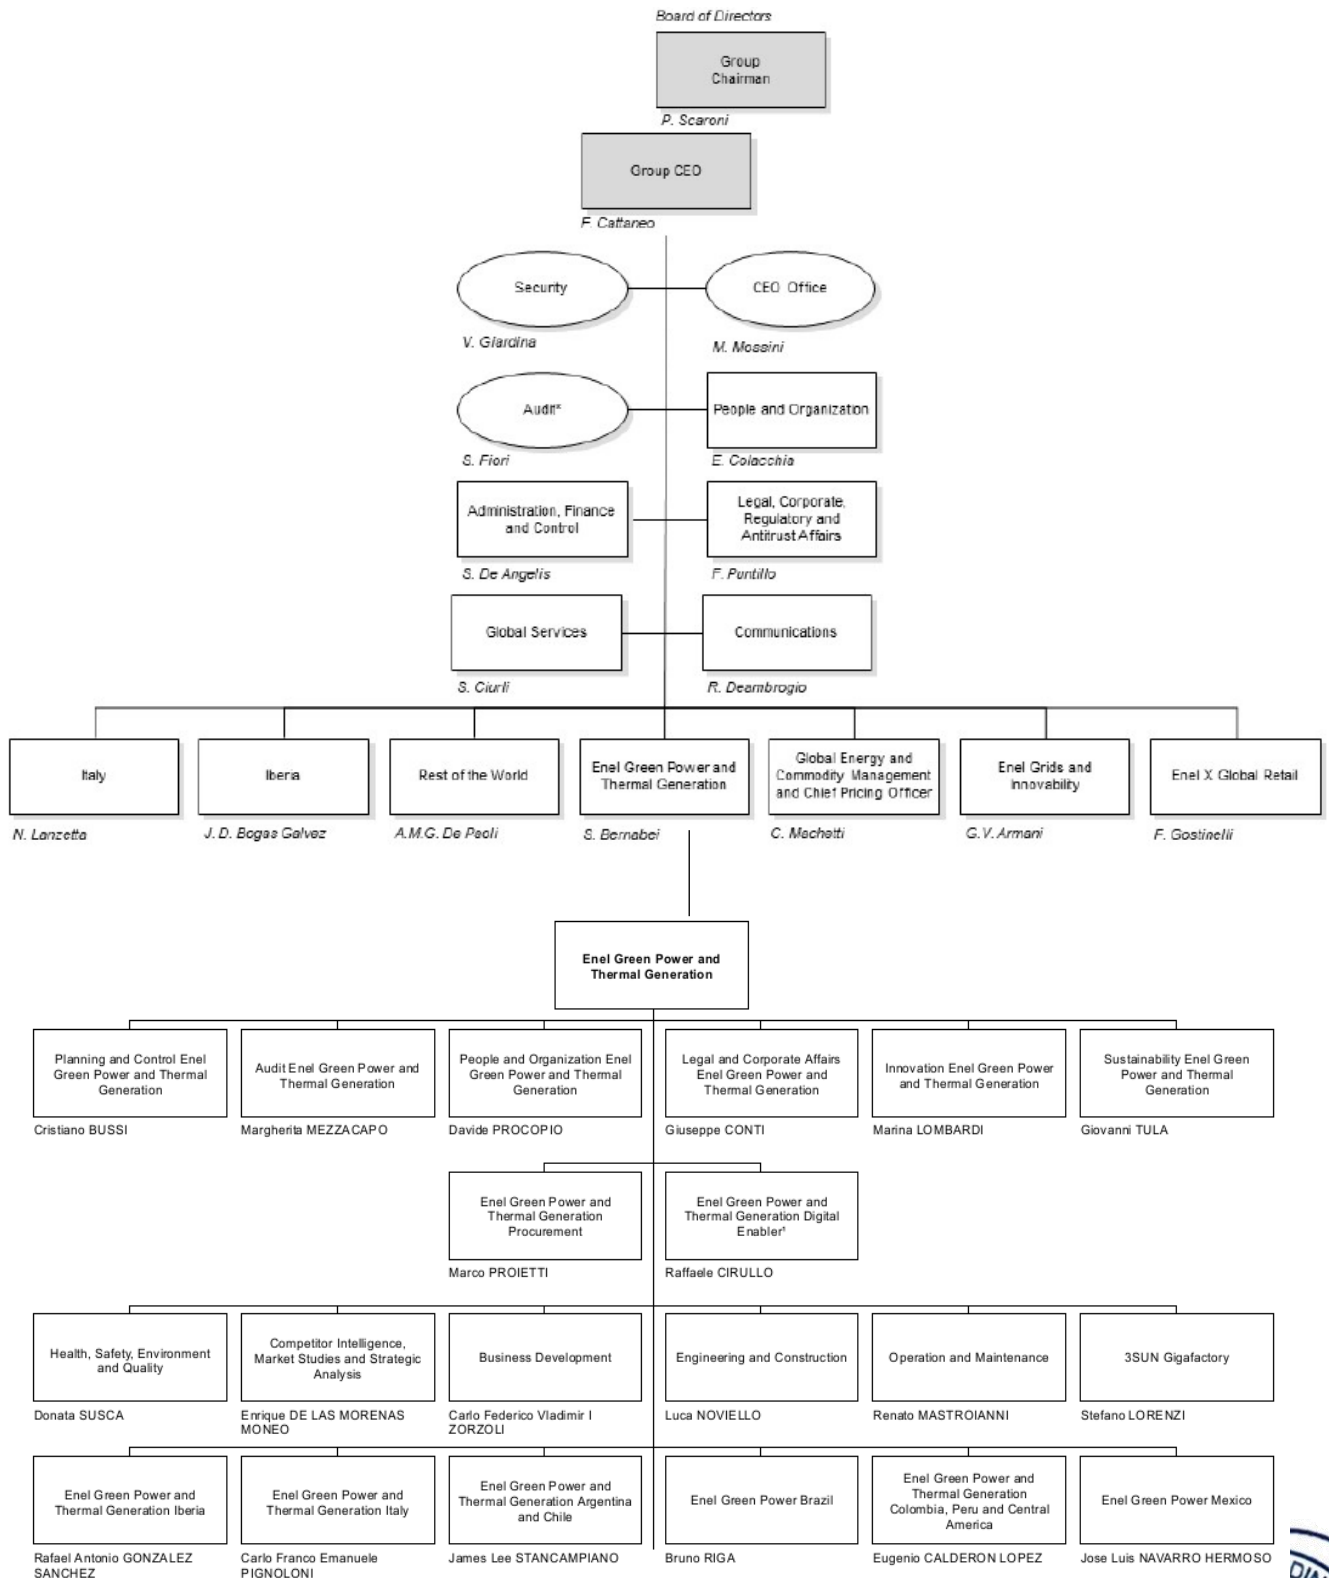 Board of Directors
Group
Chairman
P. Scaroni
Group CEO
F. Cattaneo
Security
CEO Office
V. Giardina
M. Mossini
Audit*
People and Organization
S. Fiori
E. Colacchia
Administration, Finance
and Control
Legal, Corporate,
Regulatory and
Antitrust Affairs
S. De Angelis
F. Puntillo
Global Services
Communications
S. Ciurli
R. Deambrogio
Italy
Iberia
Rest of the World
Enel Green Power and
Thermal Generation
Global Energy and
Commodity Management
and Chief Pricing Officer
Enel Grids and
Innovability
Enel X Global Retail
N. Lanzetta
J. D. Bogas Galvez
A.M.G. De Paoli
S. Bernabei
C. Machetti
G.V. Armani
F. Gostinelli
Enel Green Power and
Thermal Generation
Planning and Control Enel
Green Power and Thermal
Generation
Audit Enel Green Power and
Thermal Generation
People and Organization Enel
Green Power and Thermal
Generation
Legal and Corporate Affairs
Enel Green Power and
Thermal Generation
Innovation Enel Green Power
and Thermal Generation
Sustainability Enel Green
Power and Thermal
Generation
Cristiano BUSSI
Margherita MEZZACAPO
Davide PROCOPIO
Giuseppe CONTI
Marina LOMBARDI
Giovanni TULA
Enel Green Power and
Thermal Generation
Procurement
Enel Green Power and
Thermal Generation Digital
Enabler¹
Marco PROIETTI
Raffaele CIRULLO
Health, Safety, Environment
and Quality
Competitor Intelligence,
Market Studies and Strategic
Analysis
Business Development
Engineering and Construction
Operation and Maintenance
3SUN Gigafactory
Donata SUSCA
Enrique DE LAS MORENAS
MONEO
Carlo Federico Vladimir I
ZORZOLI
Luca NOVIELLO
Renato MASTROIANNI
Stefano LORENZI
Enel Green Power and
Thermal Generation Iberia
Enel Green Power and
Thermal Generation Italy
Enel Green Power and
Thermal Generation Argentina
and Chile
Enel Green Power Brazil
Enel Green Power and
Thermal Generation
Colombia, Peru and Central
America
Enel Green Power Mexico
Rafael Antonio GONZALEZ
SANCHEZ
Carlo Franco Emanuele
PIGNOLONI
James Lee STANCAMPIANO
Bruno RIGA
Eugenio CALDERON LOPEZ
Jose Luis NAVARRO HERMOSO